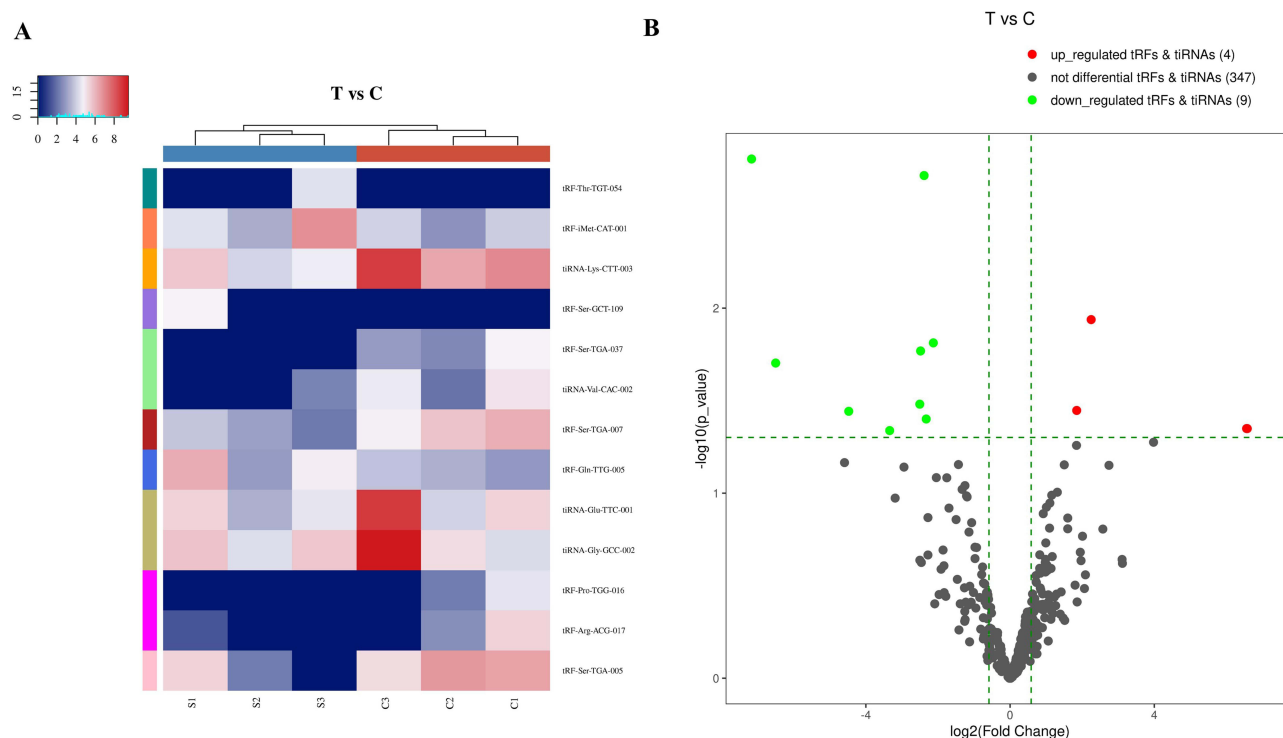 A
15
5
0
0 2 4 6 8
T vs C
tRF-Thr-TGT-054
tRF-iMet-CAT-001
tiRNA-Lys-CTT-003
tRF-Ser-GCT-109
tRF-Ser-TGA-037
tiRNA-Val-CAC-002
tRF-Ser-TGA-007
tRF-Gln-TTG-005
tiRNA-Glu-TTC-001
tiRNA-Gly-GCC-002
tRF-Pro-TGG-016
tRF-Arg-ACG-017
tRF-Ser-TGA-005
S1 S2 S3 C3 C2 C1
B
T vs C
up_regulated tRFs & tiRNAs (4)
not differential tRFs & tiRNAs (347)
down_regulated tRFs & tiRNAs (9)
-log10(p_value)
2
1
0
-4 0 4
log2(Fold Change)